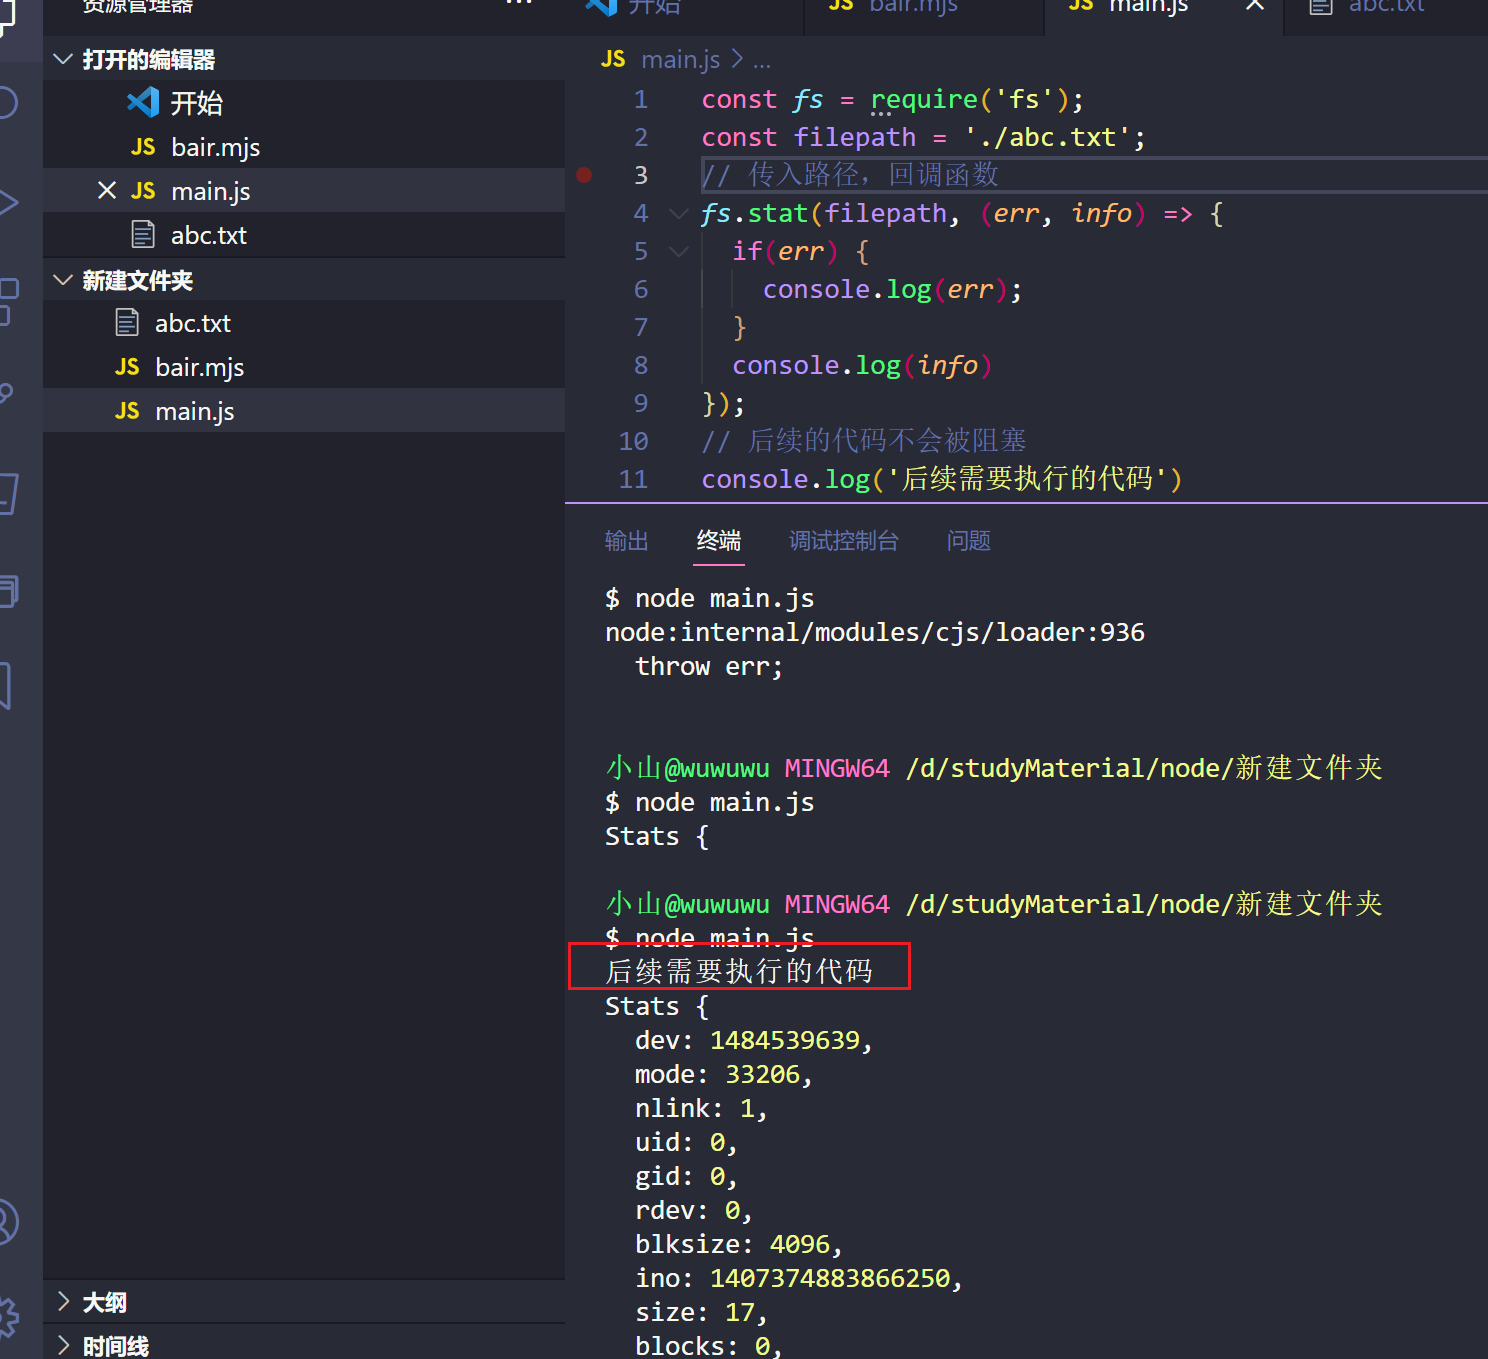 资源管理器
打开的编辑器
开始
JS bair.mjs
JS main.js
abc.txt
新建文件夹
abc.txt
JS bair.mjs
JS main.js
大纲
时间线
开始 JS bair.mjs JS main.js abc.txt
JS main.js > ...
1 const fs = require('fs');
2 const filepath = './abc.txt';
3 // 传入路径，回调函数
4 fs.stat(filepath, (err, info) => {
5 if(err) {
6 console.log(err);
7 }
8 console.log(info)
9 });
10 // 后续的代码不会被阻塞
11 console.log('后续需要执行的代码')
输出 终端 调试控制台 问题
$ node main.js
node:internal/modules/cjs/loader:936
throw err;
小山@wuwuwu MINGW64 /d/studyMaterial/node/新建文件夹
$ node main.js
Stats {
小山@wuwuwu MINGW64 /d/studyMaterial/node/新建文件夹
$ node main.js
后续需要执行的代码
Stats {
dev: 1484539639,
mode: 33206,
nlink: 1,
uid: 0,
gid: 0,
rdev: 0,
blksize: 4096,
ino: 1407374883866250,
size: 17,
blocks: 0,